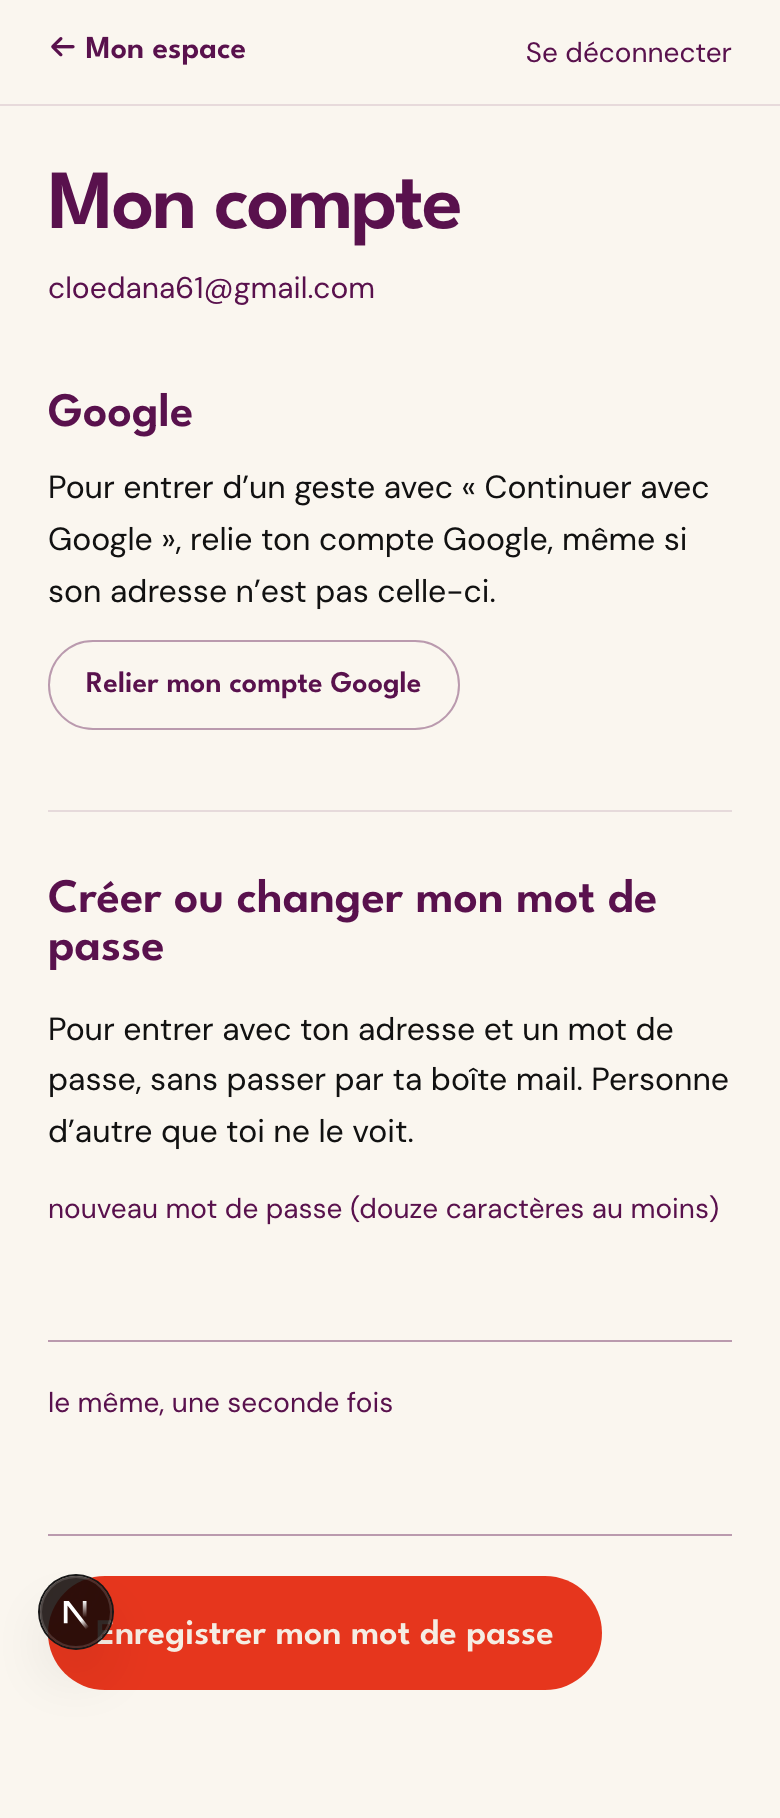 ← Mon espace
Se déconnecter
Mon compte
cloedana61@gmail.com
Google
Pour entrer d’un geste avec « Continuer avec
Google », relie ton compte Google, même si
son adresse n’est pas celle-ci.
Relier mon compte Google
Créer ou changer mon mot de
passe
Pour entrer avec ton adresse et un mot de
passe, sans passer par ta boîte mail. Personne
d’autre que toi ne le voit.
nouveau mot de passe (douze caractères au moins)
le même, une seconde fois
N
Enregistrer mon mot de passe